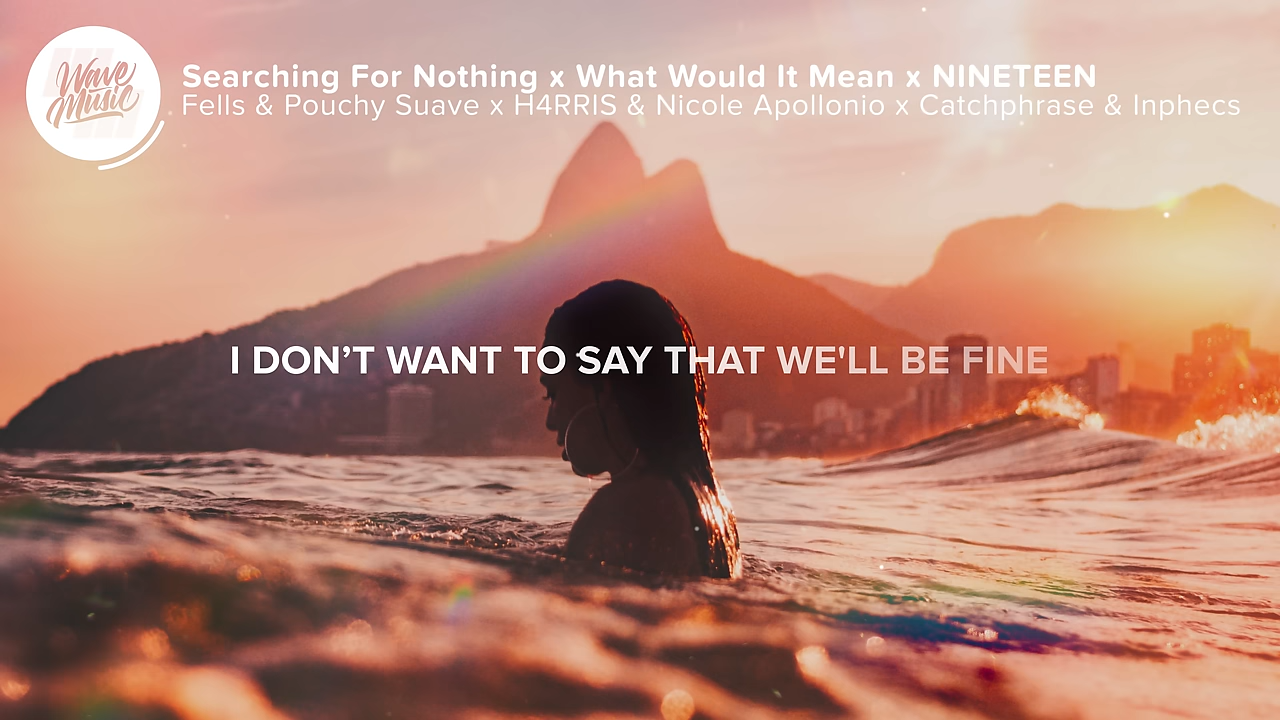 Wave
Music
Searching For Nothing x What Would It Mean x NINETEEN
Fells & Pouchy Suave x H4RRIS & Nicole Apollonio x Catchphrase & Inphecs
I DON’T WANT TO SAY THAT WE'LL BE FINE